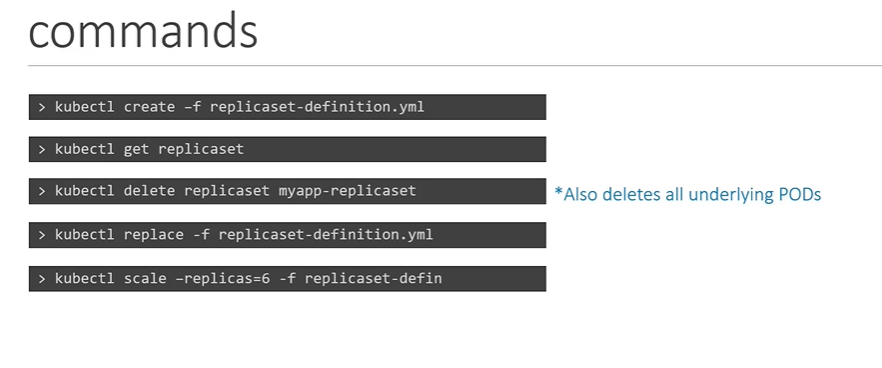 commands
> kubectl create –f replicaset-definition.yml
> kubectl get replicaset
> kubectl delete replicaset myapp-replicaset *Also deletes all underlying PODs
> kubectl replace -f replicaset-definition.yml
> kubectl scale –replicas=6 -f replicaset-defin